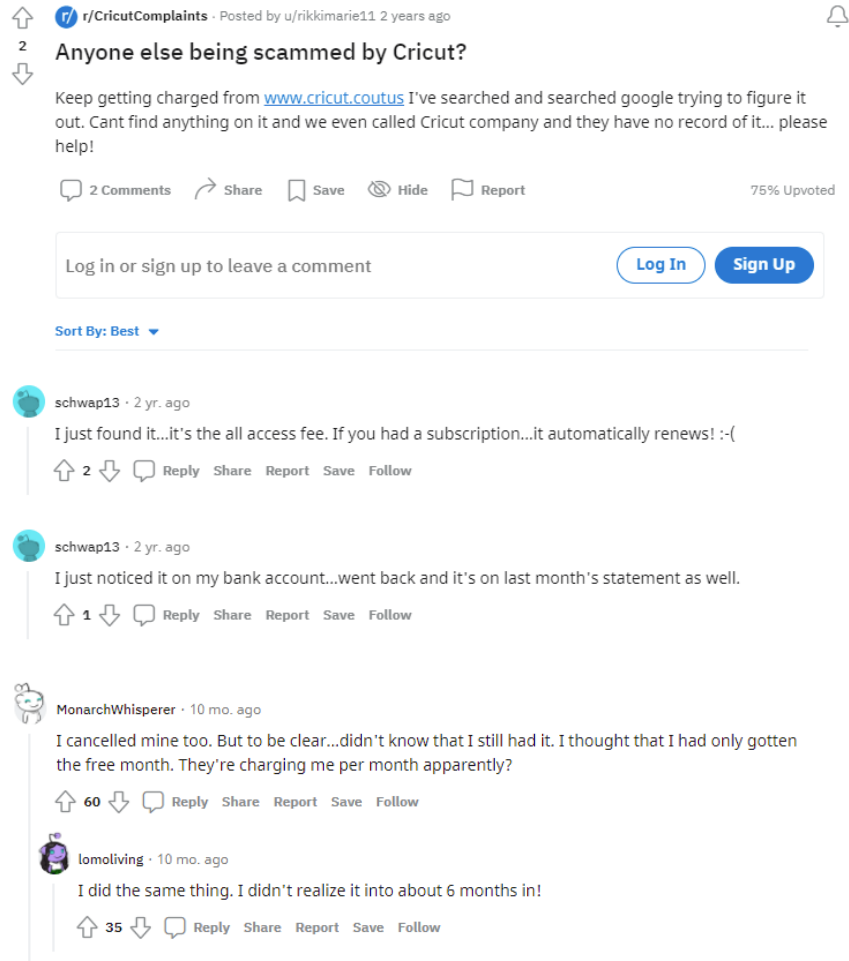 r/ r/CricutComplaints · Posted by u/rikkimarie11 2 years ago
2
Anyone else being scammed by Cricut?
Keep getting charged from www.cricut.coutus I've searched and searched google trying to figure it
out. Cant find anything on it and we even called Cricut company and they have no record of it... please
help!
2 Comments Share Save Hide Report 75% Upvoted
Log in or sign up to leave a comment Log In Sign Up
Sort By: Best
schwap13 · 2 yr. ago
I just found it...it's the all access fee. If you had a subscription...it automatically renews! :-(
2 Reply Share Report Save Follow
schwap13 · 2 yr. ago
I just noticed it on my bank account...went back and it's on last month's statement as well.
1 Reply Share Report Save Follow
MonarchWhisperer · 10 mo. ago
I cancelled mine too. But to be clear...didn't know that I still had it. I thought that I had only gotten
the free month. They're charging me per month apparently?
60 Reply Share Report Save Follow
lomoliving · 10 mo. ago
I did the same thing. I didn't realize it into about 6 months in!
35 Reply Share Report Save Follow